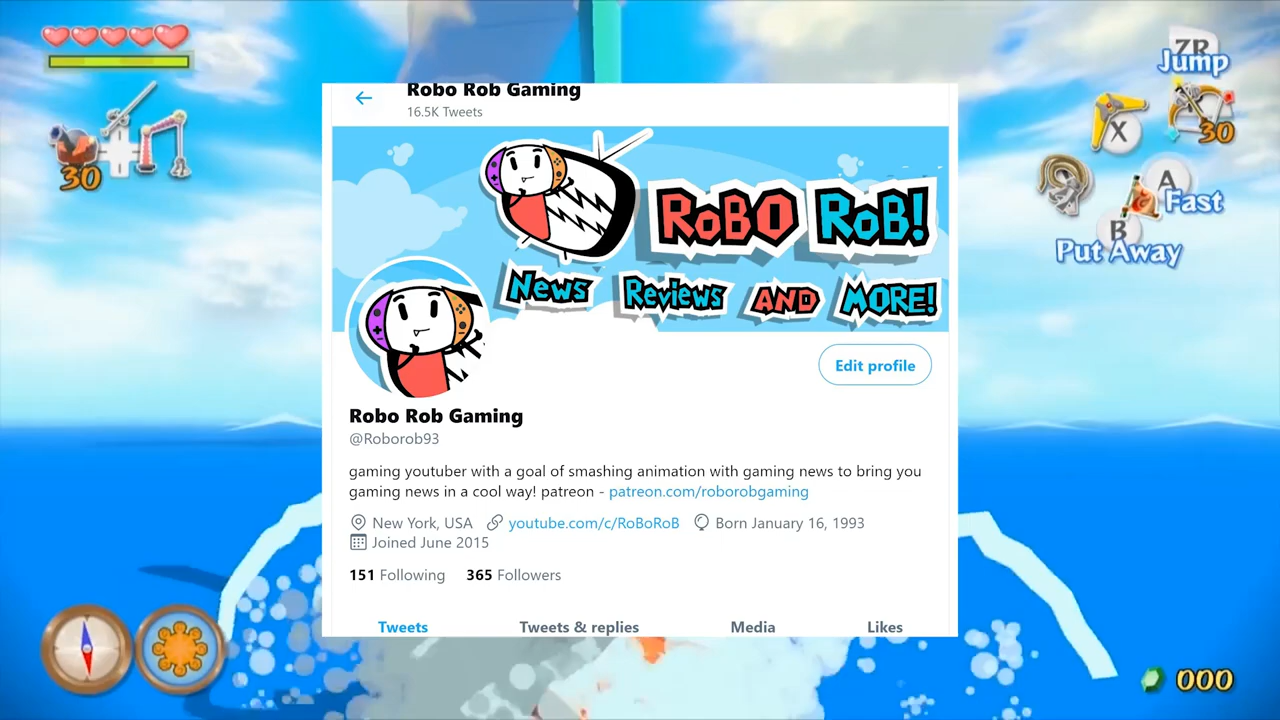 Robo Rob Gaming
16.5K Tweets
ROBO ROB!
News Reviews AND MORE!
Edit profile
Robo Rob Gaming
@Roborob93
gaming youtuber with a goal of smashing animation with gaming news to bring you
gaming news in a cool way! patreon - patreon.com/roborobgaming
New York, USA youtube.com/c/RoBoRoB Born January 16, 1993
Joined June 2015
151 Following 365 Followers
Tweets Tweets & replies Media Likes
30
ZR
Jump
X
30
A
Fast
B
Put Away
000